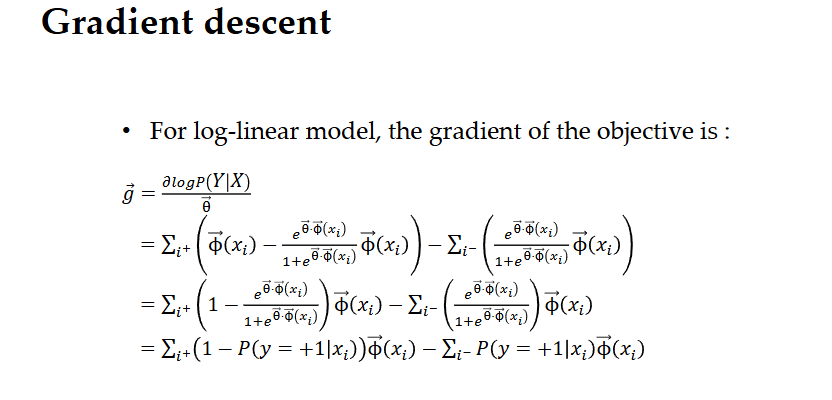 Gradient descent
• For log-linear model, the gradient of the objective is :
g⃗ = ∂logP(Y|X) / θ⃗
= Σᵢ₊ ( ϕ⃗(xᵢ) − e^{θ⃗·ϕ⃗(xᵢ)} / 1+e^{θ⃗·ϕ⃗(xᵢ)} ϕ⃗(xᵢ) ) − Σᵢ₋ ( e^{θ⃗·ϕ⃗(xᵢ)} / 1+e^{θ⃗·ϕ⃗(xᵢ)} ϕ⃗(xᵢ) )
= Σᵢ₊ ( 1 − e^{θ⃗·ϕ⃗(xᵢ)} / 1+e^{θ⃗·ϕ⃗(xᵢ)} ) ϕ⃗(xᵢ) − Σᵢ₋ ( e^{θ⃗·ϕ⃗(xᵢ)} / 1+e^{θ⃗·ϕ⃗(xᵢ)} ) ϕ⃗(xᵢ)
= Σᵢ₊(1 − P(y = +1|xᵢ))ϕ⃗(xᵢ) − Σᵢ₋ P(y = +1|xᵢ)ϕ⃗(xᵢ)